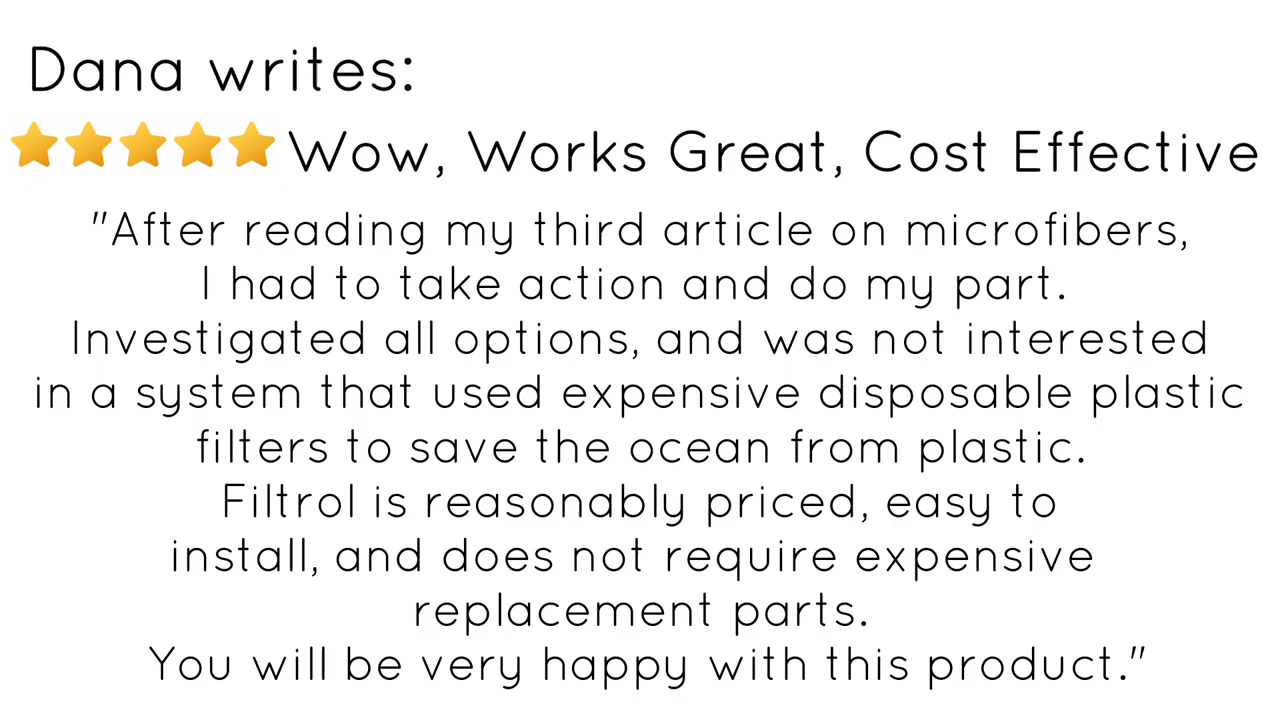 Dana writes:
Wow, Works Great, Cost Effective
"After reading my third article on microfibers,
I had to take action and do my part.
Investigated all options, and was not interested
in a system that used expensive disposable plastic
filters to save the ocean from plastic.
Filtrol is reasonably priced, easy to
install, and does not require expensive
replacement parts.
You will be very happy with this product."